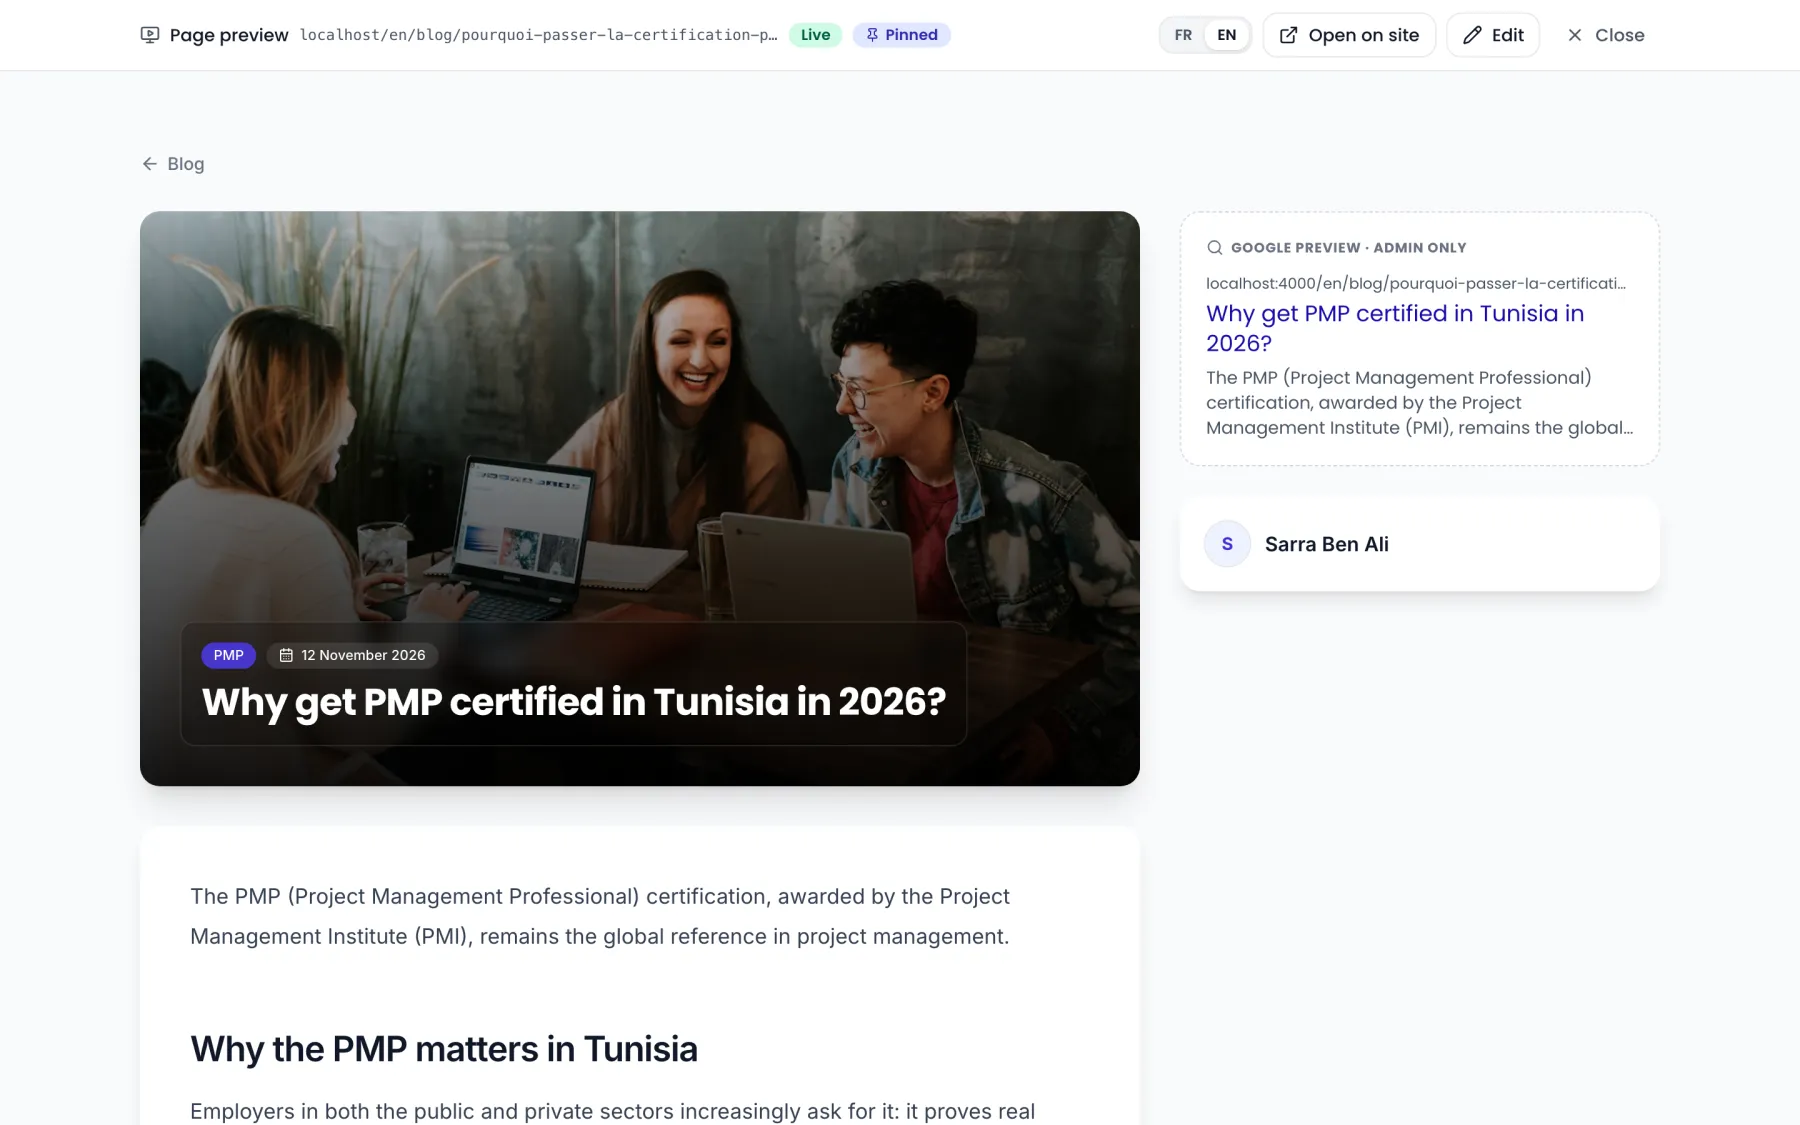 Page preview localhost/en/blog/pourquoi-passer-la-certification-p… Live Pinned FR EN Open on site Edit Close
Blog
PMP 12 November 2026
Why get PMP certified in Tunisia in 2026?
GOOGLE PREVIEW · ADMIN ONLY
localhost:4000/en/blog/pourquoi-passer-la-certificati…
Why get PMP certified in Tunisia in
2026?
The PMP (Project Management Professional)
certification, awarded by the Project
Management Institute (PMI), remains the global…
S Sarra Ben Ali
The PMP (Project Management Professional) certification, awarded by the Project
Management Institute (PMI), remains the global reference in project management.
Why the PMP matters in Tunisia
Employers in both the public and private sectors increasingly ask for it: it proves real